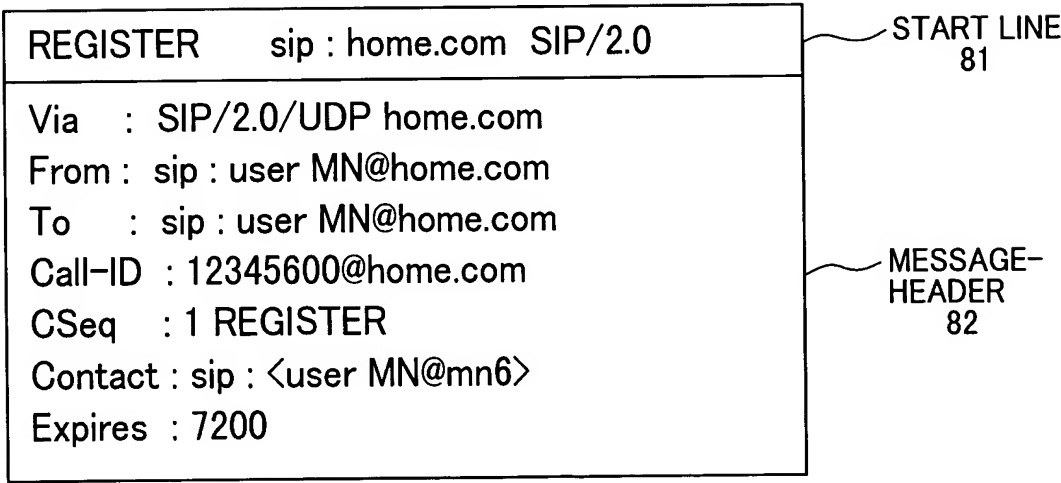 REGISTER sip : home.com SIP/2.0
START LINE
81
Via : SIP/2.0/UDP home.com
From : sip : user MN@home.com
To : sip : user MN@home.com
Call-ID : 12345600@home.com
CSeq : 1 REGISTER
Contact : sip : <user MN@mn6>
Expires : 7200
MESSAGE-
HEADER
82